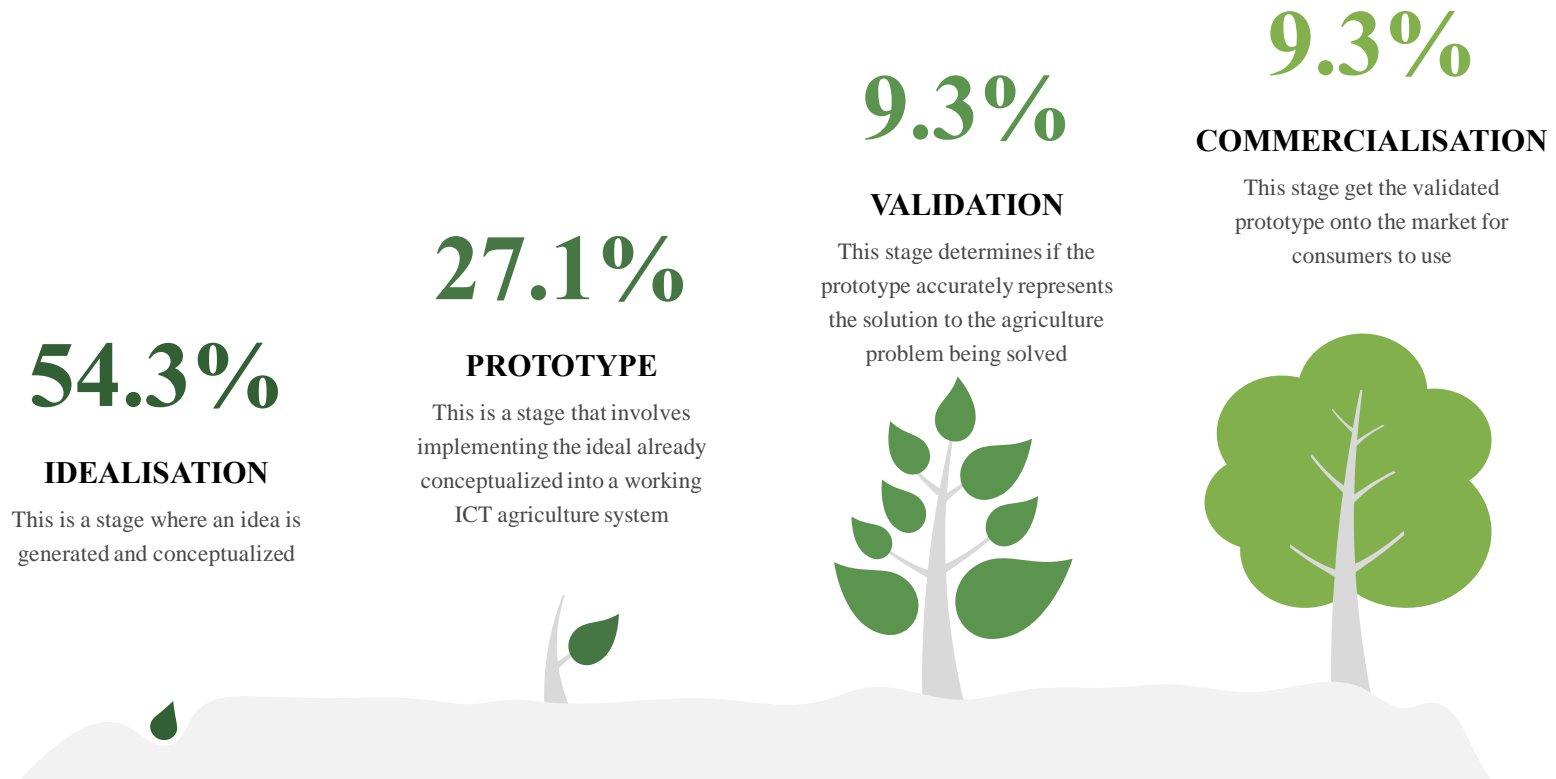 54.3%
IDEALISATION
This is a stage where an idea is
generated and conceptualized
27.1%
PROTOTYPE
This is a stage that involves
implementing the ideal already
conceptualized into a working
ICT agriculture system
9.3%
VALIDATION
This stage determines if the
prototype accurately represents
the solution to the agriculture
problem being solved
9.3%
COMMERCIALISATION
This stage get the validated
prototype onto the market for
consumers to use